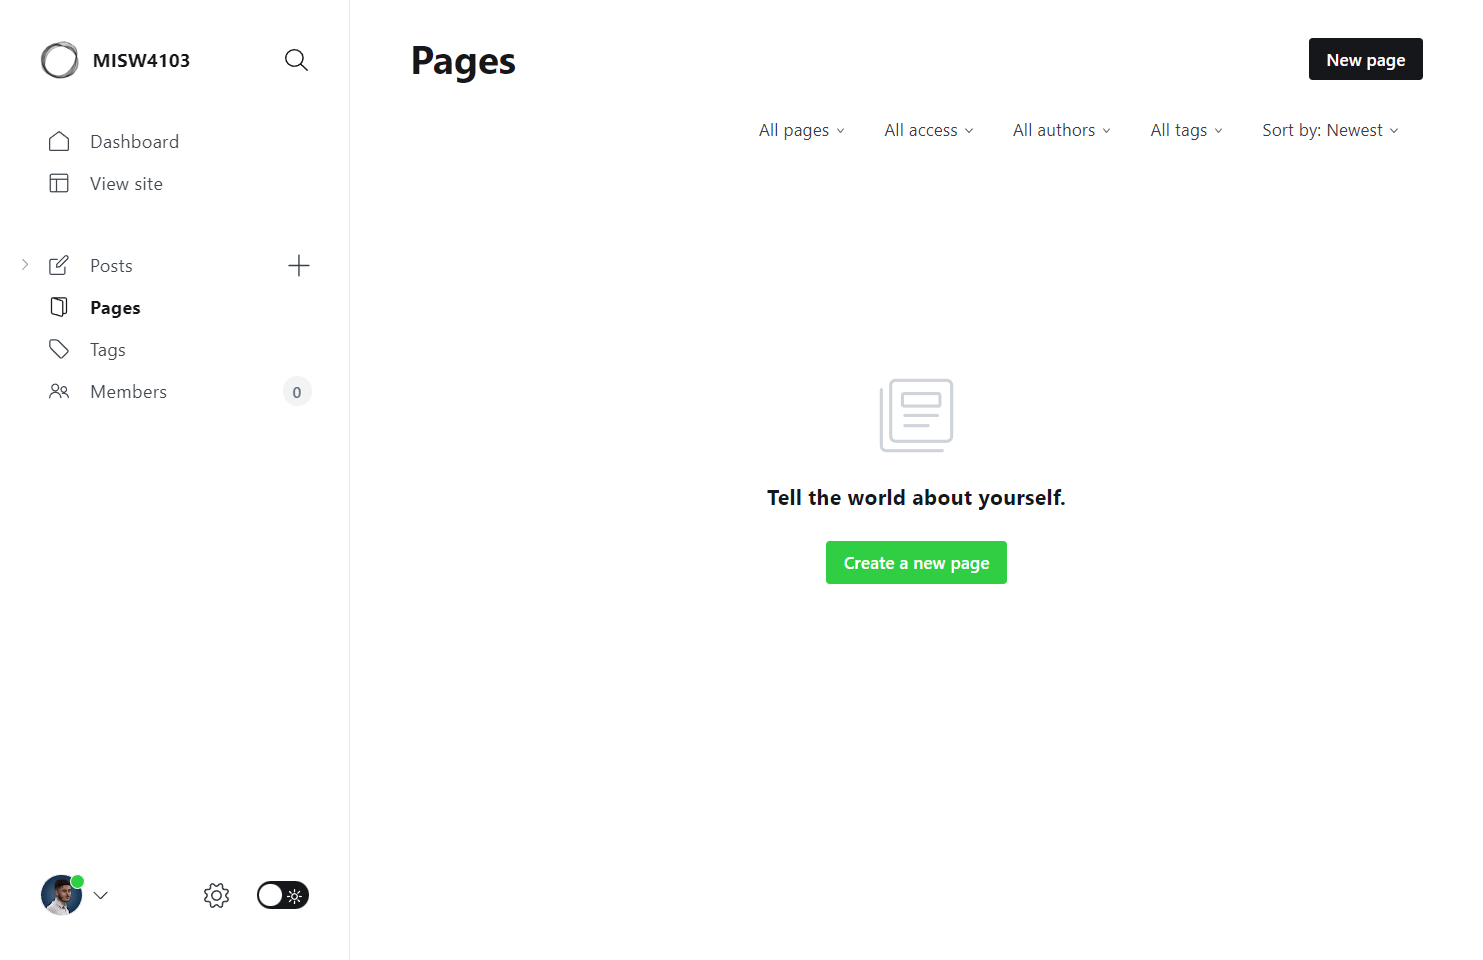 MISW4103
Dashboard
View site
Posts
Pages
Tags
Members
0
Pages
New page
All pages
All access
All authors
All tags
Sort by: Newest
Tell the world about yourself.
Create a new page